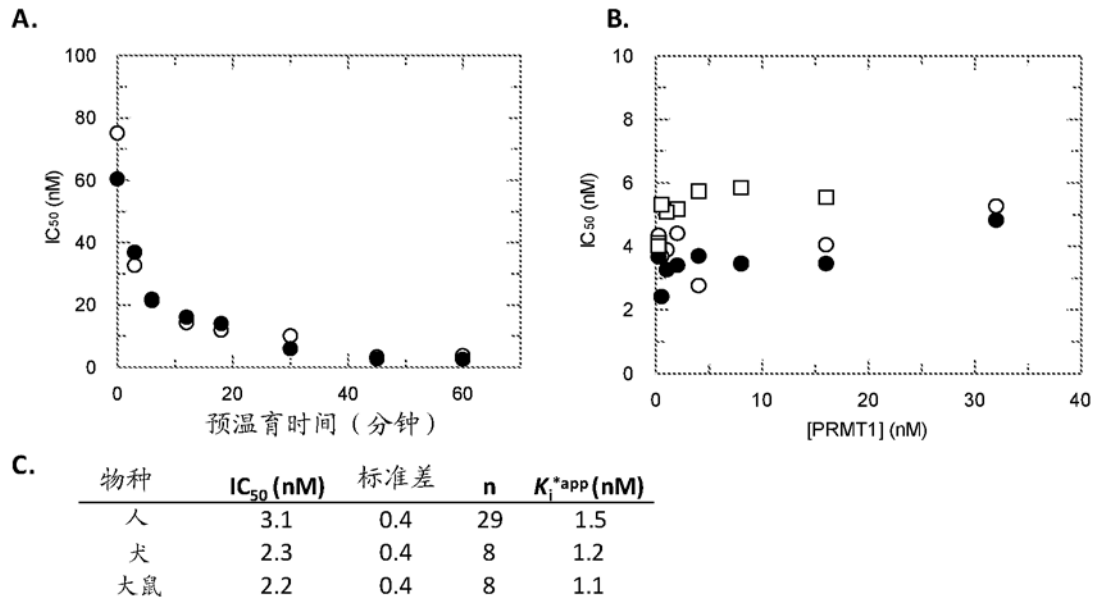 A.
100
80
60
40
20
0
IC₅₀ (nM)
0 20 40 60
预温育时间（分钟）
B.
10
8
6
4
2
0
IC₅₀ (nM)
0 10 20 30 40
[PRMT1] (nM)
C.
物种 IC₅₀ (nM) 标准差 n Kᵢ*ᵃᵖᵖ (nM)
人 3.1 0.4 29 1.5
犬 2.3 0.4 8 1.2
大鼠 2.2 0.4 8 1.1